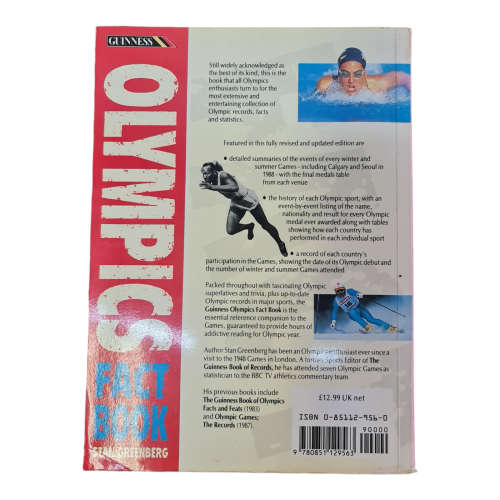 GUINNESS
OLYMPICS
FACT
BOOK
STAN GREENBERG
Still widely acknowledged as
the best of its kind, this is the
book that all Olympics
enthusiasts turn to for the
most extensive and
entertaining collection of
Olympic records, facts
and statistics.
Featured in this fully revised and updated edition are
• detailed summaries of the events of every winter and
summer Games - including Calgary and Seoul in
1988 - with the final medals table
from each venue
• the history of each Olympic sport, with an
event-by-event listing of the name,
nationality and result for every Olympic
medal ever awarded along with tables
showing how each country has
performed in each individual sport
• a record of each country's
participation in the Games, showing the date of its Olympic debut and
the number of winter and summer Games attended
Packed throughout with fascinating Olympic
superlatives and trivia, plus up-to-date
Olympic records in major sports, the
Guinness Olympics Fact Book is the
essential reference companion to the
Games, guaranteed to provide hours of
addictive reading for Olympic year.
Author Stan Greenberg has been an Olympic enthusiast ever since a
visit to the 1948 Games in London. A former Sports Editor of The
Guinness Book of Records, he has attended seven Olympic Games as
statistician to the BBC TV athletics commentary team.
His previous books include
The Guinness Book of Olympics
Facts and Feats (1983)
and Olympic Games;
The Records (1987).
£12.99 UK net
ISBN 0-85112-956-0
90000
9 780851 129563